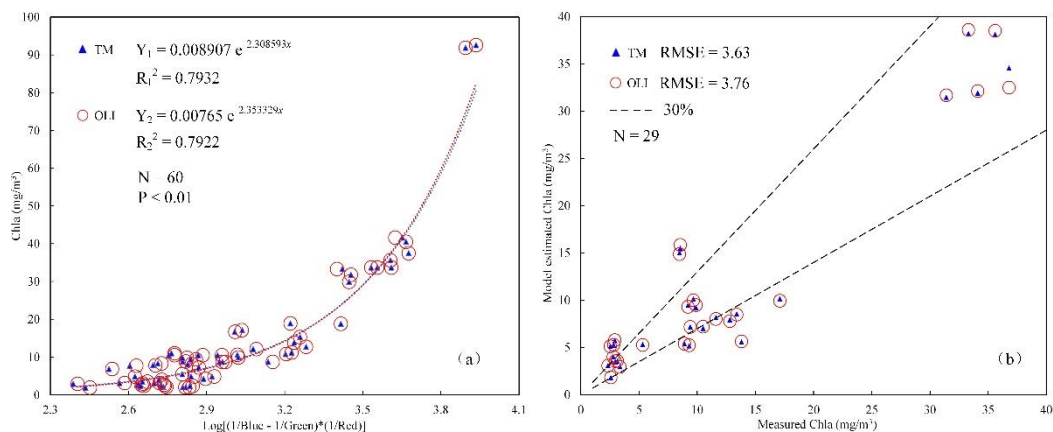 100
90
80
70
60
50
40
30
20
10
0
Chla (mg/m³)
TM Y₁ = 0.008907 e 2.308593x
R₁² = 0.7932
OLI Y₂ = 0.00765 e 2.353329x
R₂² = 0.7922
N = 60
P < 0.01
(a)
2.3 2.6 2.9 3.2 3.5 3.8 4.1
Log[(1/Blue - 1/Green)*(1/Red)]
40
35
30
25
20
15
10
5
0
Model estimated Chla (mg/m³)
TM RMSE = 3.63
OLI RMSE = 3.76
30%
N = 29
(b)
0 5 10 15 20 25 30 35 40
Measured Chla (mg/m³)